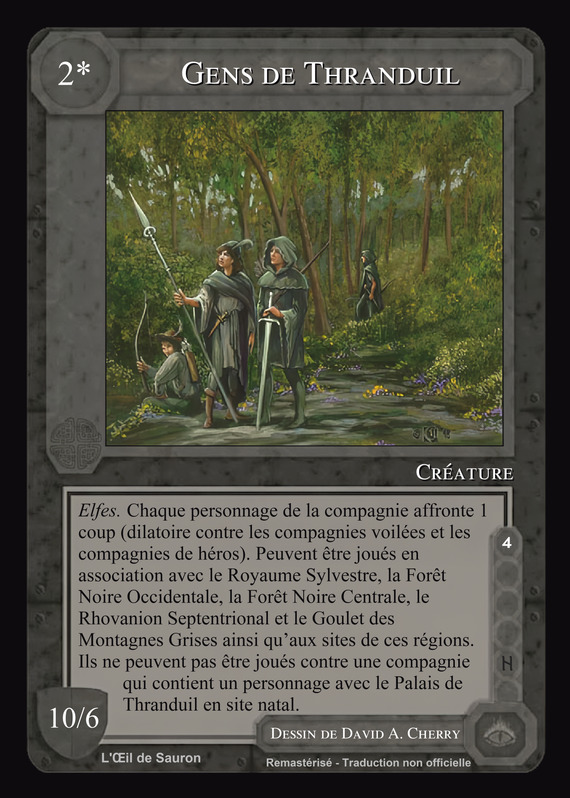 2*
GENS DE THRANDUIL
CRÉATURE
Elfes. Chaque personnage de la compagnie affronte 1
coup (dilatoire contre les compagnies voilées et les
compagnies de héros). Peuvent être joués en
association avec le Royaume Sylvestre, la Forêt
Noire Occidentale, la Forêt Noire Centrale, le
Rhovanion Septentrional et le Goulet des
Montagnes Grises ainsi qu'aux sites de ces régions.
Ils ne peuvent pas être joués contre une compagnie
qui contient un personnage avec le Palais de
Thranduil en site natal.
4
10/6
DESSIN DE DAVID A. CHERRY
L'Œil de Sauron
Remastérisé - Traduction non officielle